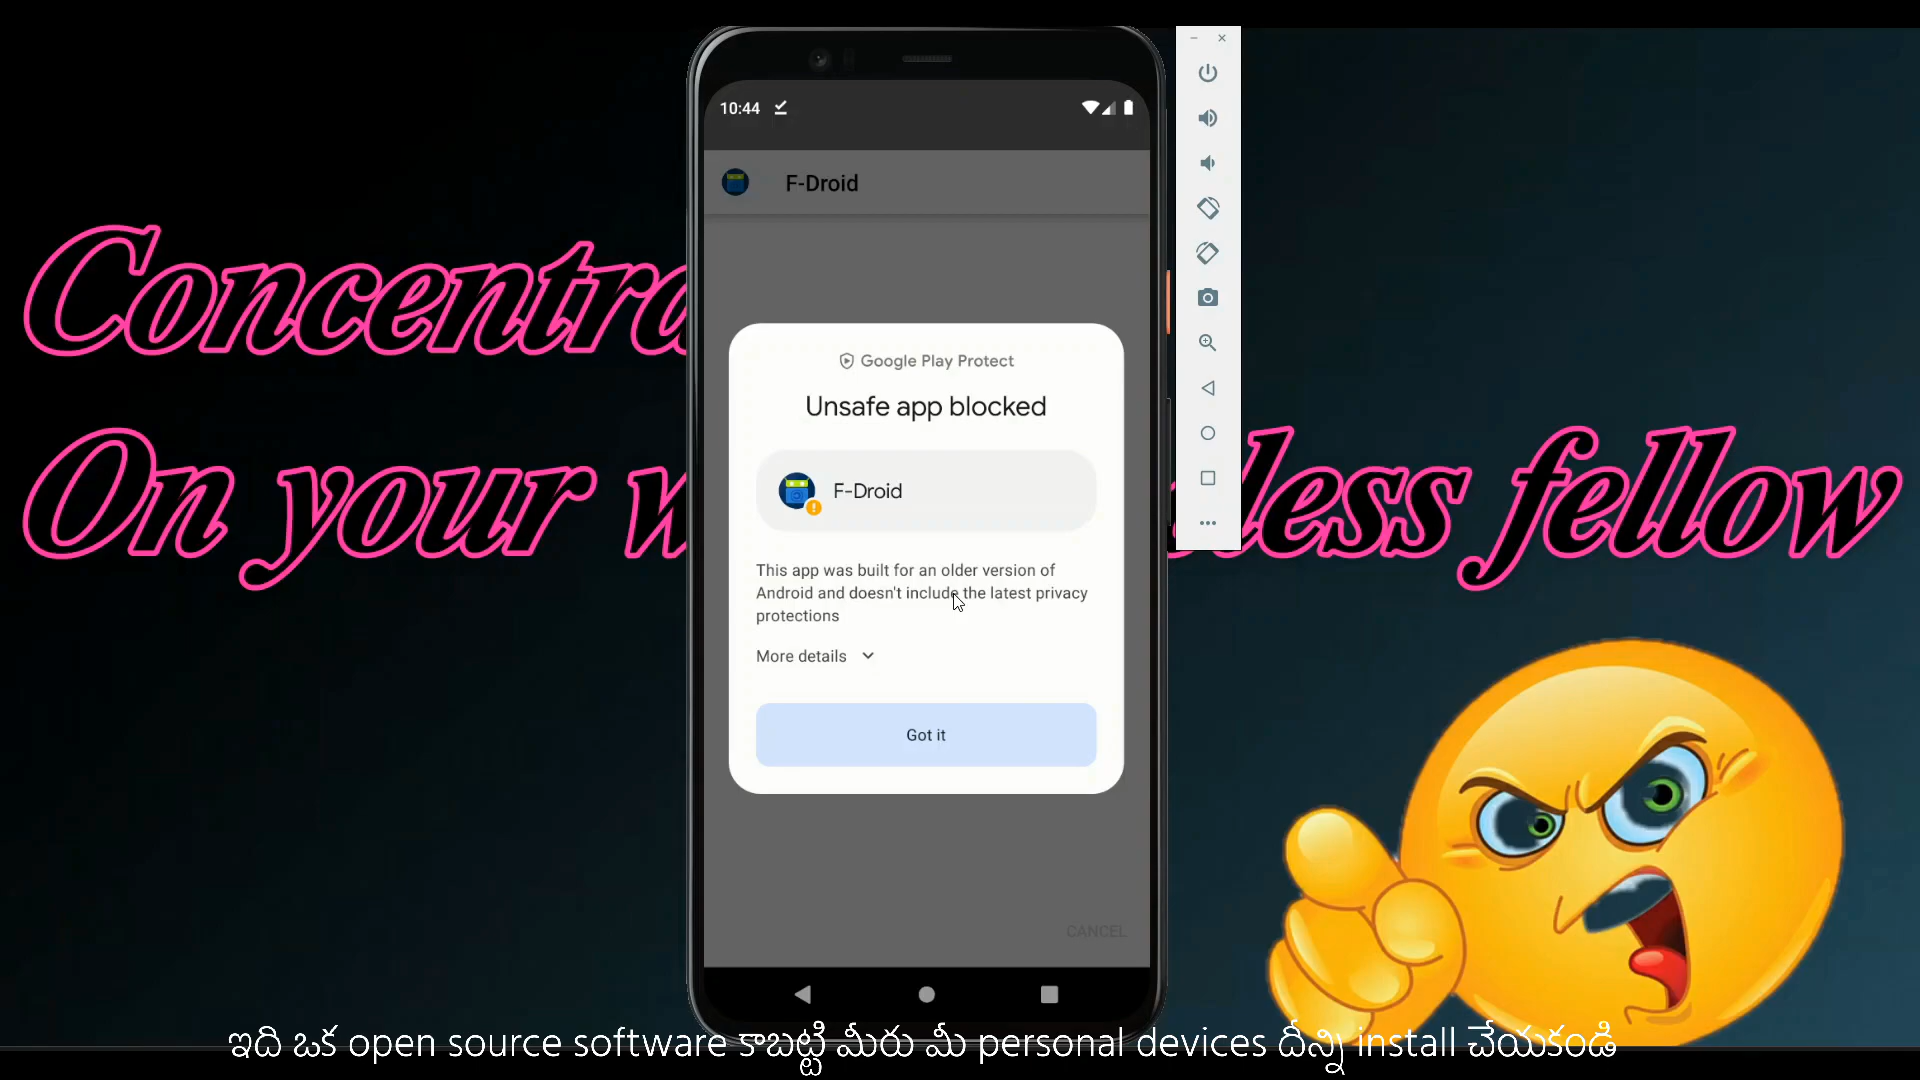 10:44
F-Droid
Concentra
Google Play Protect
Unsafe app blocked
F-Droid
On your w less fellow
This app was built for an older version of
Android and doesn't include the latest privacy
protections
More details
Got it
CANCEL
ఇది ఒక open source software కాబట్టి మీరు మీ personal devices దీన్ని install చేయకండి